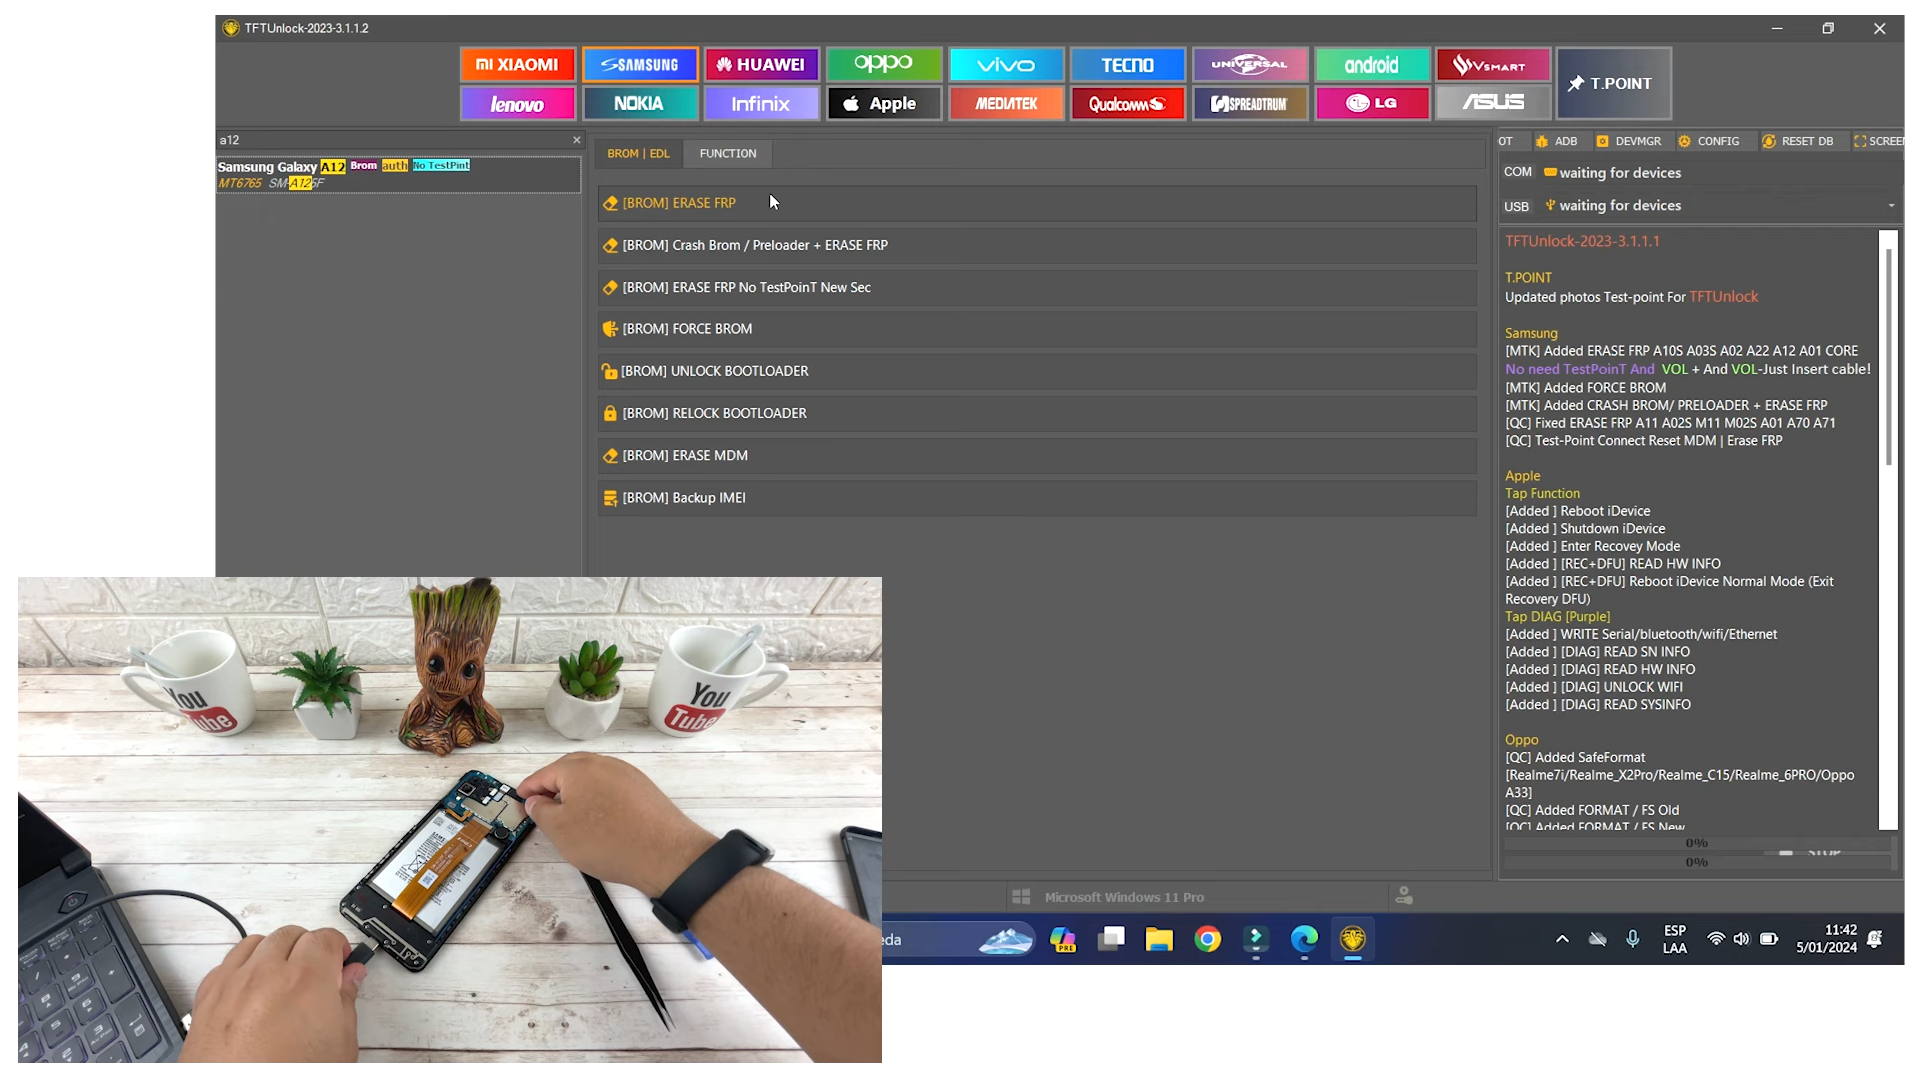 TFTUnlock-2023-3.1.1.2
XIAOMI
SAMSUNG
HUAWEI
oppo
vivo
TECNO
UNIVERSAL
android
VSMART
T.POINT
lenovo
NOKIA
Infinix
Apple
MEDIATEK
Qualcomm
SPREADTRUM
LG
ASUS
a12
Samsung Galaxy A12 Brom auth No TestPint
MT6765 SM-A125F
BROM | EDL
FUNCTION
[BROM] ERASE FRP
[BROM] Crash Brom / Preloader + ERASE FRP
[BROM] ERASE FRP No TestPoinT New Sec
[BROM] FORCE BROM
[BROM] UNLOCK BOOTLOADER
[BROM] RELOCK BOOTLOADER
[BROM] ERASE MDM
[BROM] Backup IMEI
OT ADB DEVMGR CONFIG RESET DB SCREEN
COM waiting for devices
USB waiting for devices
TFTUnlock-2023-3.1.1.1
T.POINT
Updated photos Test-point For TFTUnlock
Samsung
[MTK] Added ERASE FRP A10S A03S A02 A22 A12 A01 CORE
No need TestPoinT And VOL + And VOL-Just Insert cable!
[MTK] Added FORCE BROM
[MTK] Added CRASH BROM/ PRELOADER + ERASE FRP
[QC] Fixed ERASE FRP A11 A02S M11 M02S A01 A70 A71
[QC] Test-Point Connect Reset MDM | Erase FRP
Apple
Tap Function
[Added ] Reboot iDevice
[Added ] Shutdown iDevice
[Added ] Enter Recovey Mode
[Added ] [REC+DFU] READ HW INFO
[Added ] [REC+DFU] Reboot iDevice Normal Mode (Exit
Recovery DFU)
Tap DIAG [Purple]
[Added ] WRITE Serial/bluetooth/wifi/Ethernet
[Added ] [DIAG] READ SN INFO
[Added ] [DIAG] READ HW INFO
[Added ] [DIAG] UNLOCK WIFI
[Added ] [DIAG] READ SYSINFO
Oppo
[QC] Added SafeFormat
[Realme7i/Realme_X2Pro/Realme_C15/Realme_6PRO/Oppo
A33]
[QC] Added FORMAT / FS Old
[QC] Added FORMAT / FS New
0%
STOP
0%
Microsoft Windows 11 Pro
eda
PRE
ESP
LAA
11:42
5/01/2024
You
Tube
You
Tube